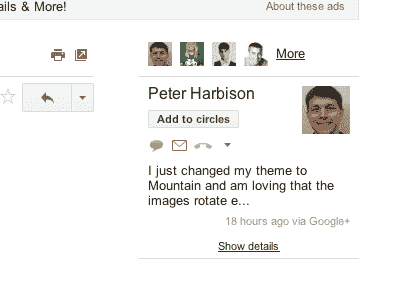 ails & More!
About these ads
More
Peter Harbison
Add to circles
I just changed my theme to
Mountain and am loving that the
images rotate e...
18 hours ago via Google+
Show details